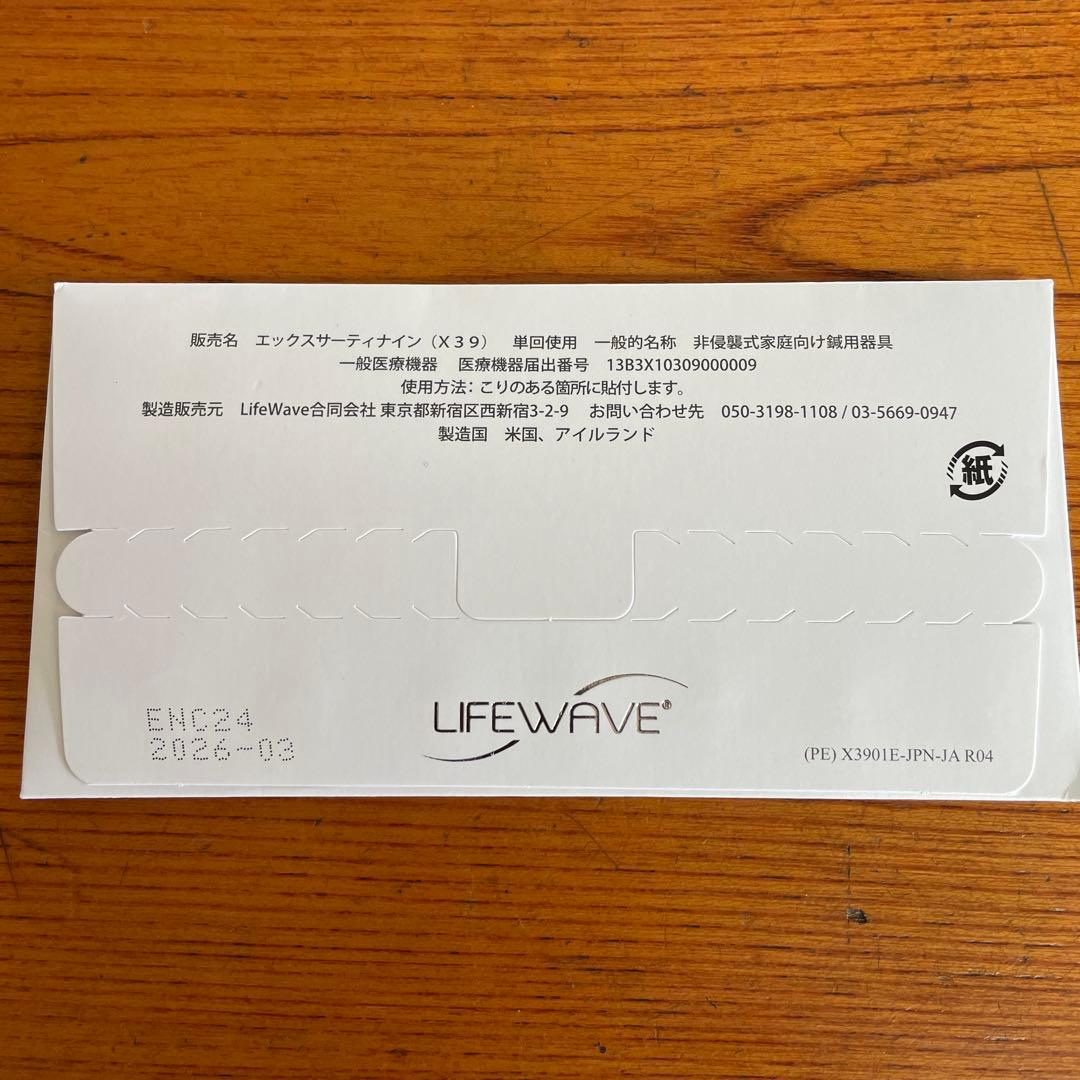 販売名 エックスサーティナイン（X39） 単回使用 一般的名称 非侵襲式家庭向け鍼用器具
一般医療機器 医療機器届出番号 13B3X10309000009
使用方法：こりのある箇所に貼付します。
製造販売元 LifeWave合同会社 東京都新宿区西新宿3-2-9 お問い合わせ先 050-3198-1108 / 03-5669-0947
製造国 米国、アイルランド
紙
ENC24
2026-03
LIFEWAVE®
(PE) X3901E-JPN-JA R04